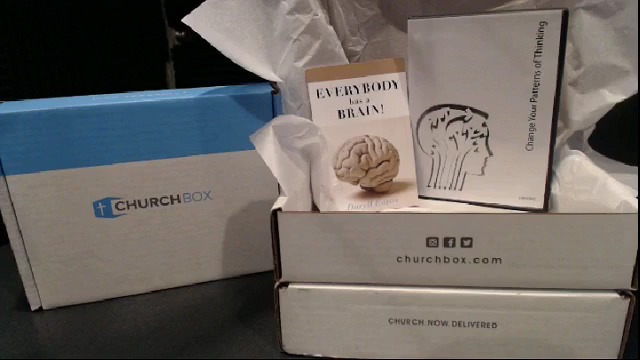 CHURCHBOX
EVERYBODY
has a
BRAIN!
Change Your Patterns of Thinking
churchbox.com
CHURCH. NOW. DELIVERED